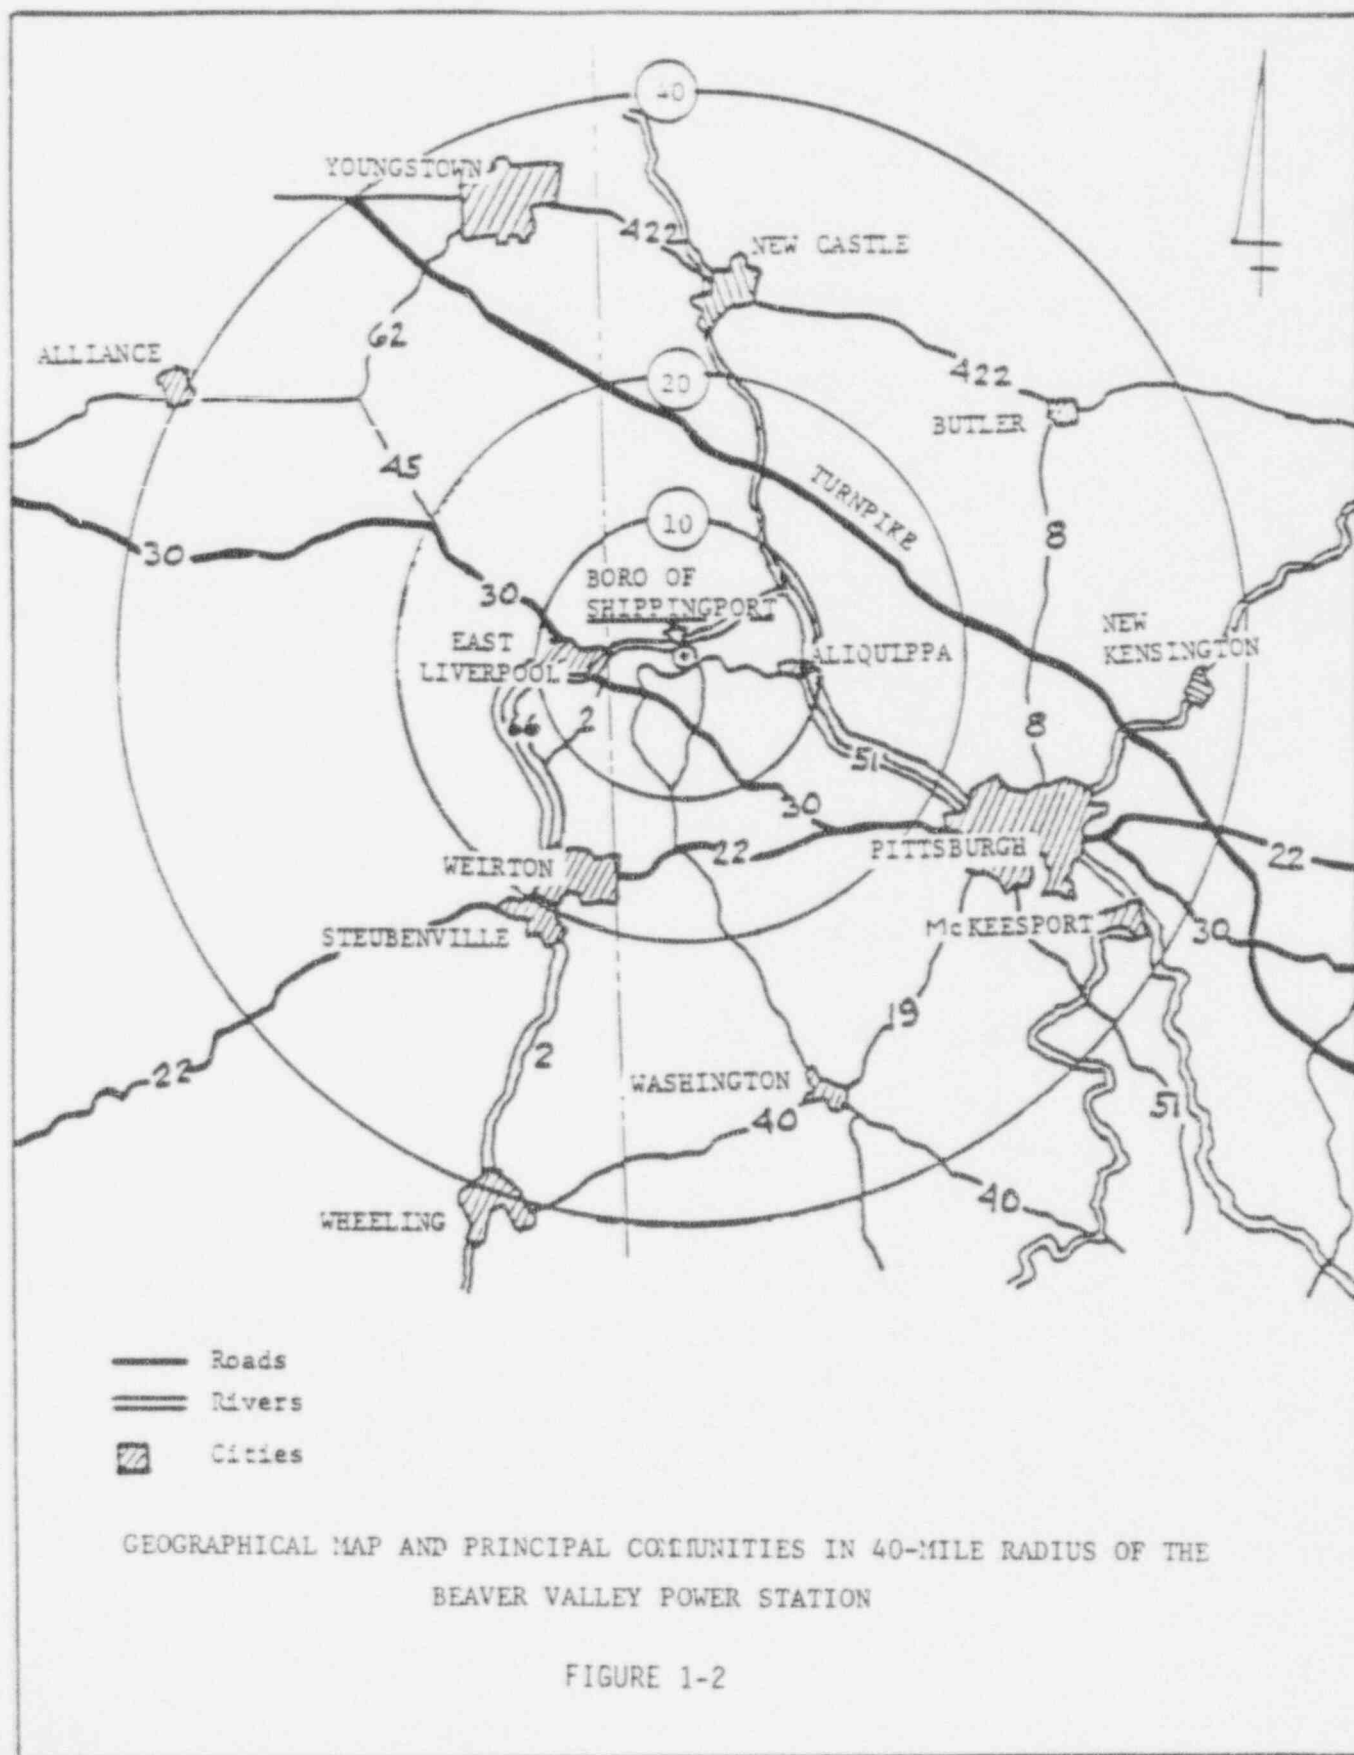 40
YOUNGSTOWN
422
NEW CASTLE
62
ALLIANCE
20
422
BUTLER
45
TURNPIKE
10
8
30
BORO OF
SHIPPINGPORT
30
EAST
LIVERPOOL
ALIQUIPPA
NEW
KENSINGTON
66
2
8
51
30
22
PITTSBURGH
22
WEIRTON
STEUBENVILLE
McKEESPORT
30
19
2
22
WASHINGTON
40
51
40
WHEELING
Roads
Rivers
Cities
GEOGRAPHICAL MAP AND PRINCIPAL COMMUNITIES IN 40-MILE RADIUS OF THE
BEAVER VALLEY POWER STATION
FIGURE 1-2